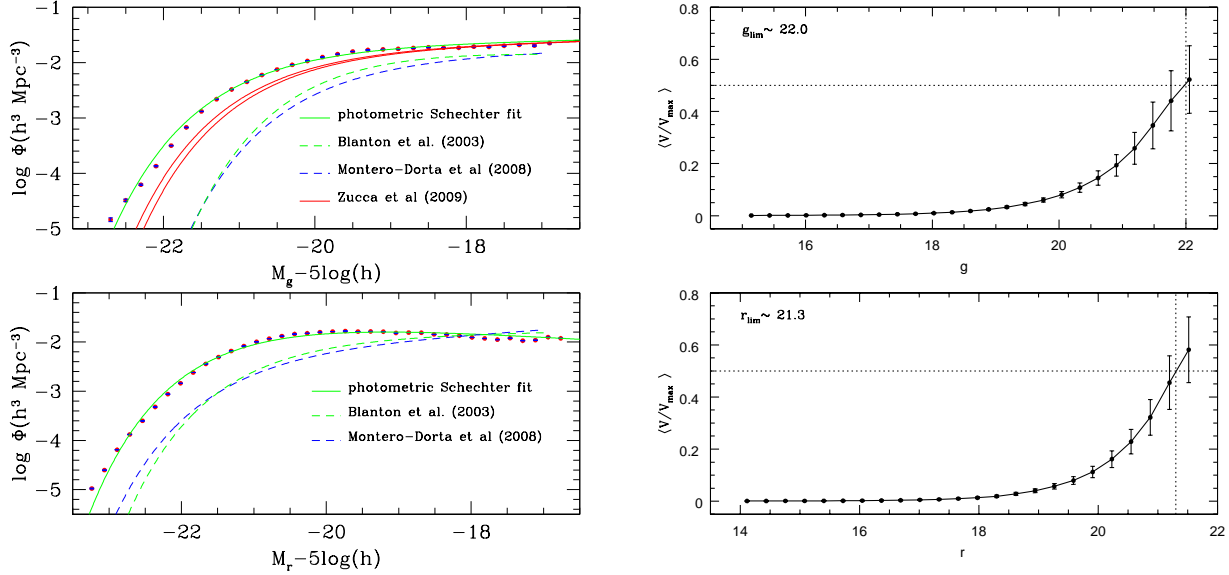 −1
−2
−3
−4
−5
log Φ(h³ Mpc⁻³)
photometric Schechter fit
Blanton et al. (2003)
Montero−Dorta et al (2008)
Zucca et al (2009)
−22
−20
−18
M_g−5log(h)
0.8
0.6
0.4
0.2
0
⟨V/V_max⟩
g_lim~ 22.0
16
18
20
22
g
−1
−2
−3
−4
−5
log Φ(h³ Mpc⁻³)
photometric Schechter fit
Blanton et al. (2003)
Montero−Dorta et al (2008)
−22
−20
−18
M_r−5log(h)
0.8
0.6
0.4
0.2
0
⟨V/V_max⟩
r_lim~ 21.3
14
16
18
20
22
r